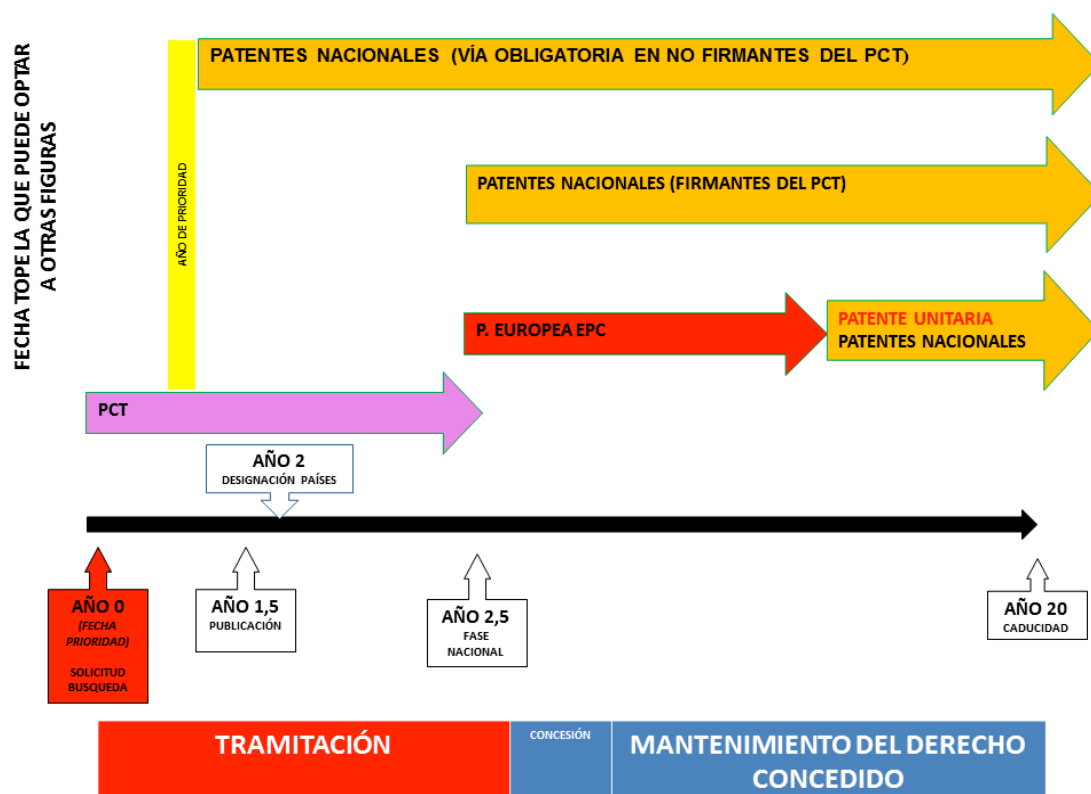 FECHA TOPE LA QUE PUEDE OPTAR
A OTRAS FIGURAS
AÑO DE PRIORIDAD
PATENTES NACIONALES (VÍA OBLIGATORIA EN NO FIRMANTES DEL PCT)
PATENTES NACIONALES (FIRMANTES DEL PCT)
P. EUROPEA EPC
PATENTE UNITARIA
PATENTES NACIONALES
PCT
AÑO 2
DESIGNACIÓN PAÍSES
AÑO 0
(FECHA
PRIORIDAD)
SOLICITUD
BUSQUEDA
AÑO 1,5
PUBLICACIÓN
AÑO 2,5
FASE
NACIONAL
AÑO 20
CADUCIDAD
TRAMITACIÓN
CONCESIÓN
MANTENIMIENTO DEL DERECHO
CONCEDIDO